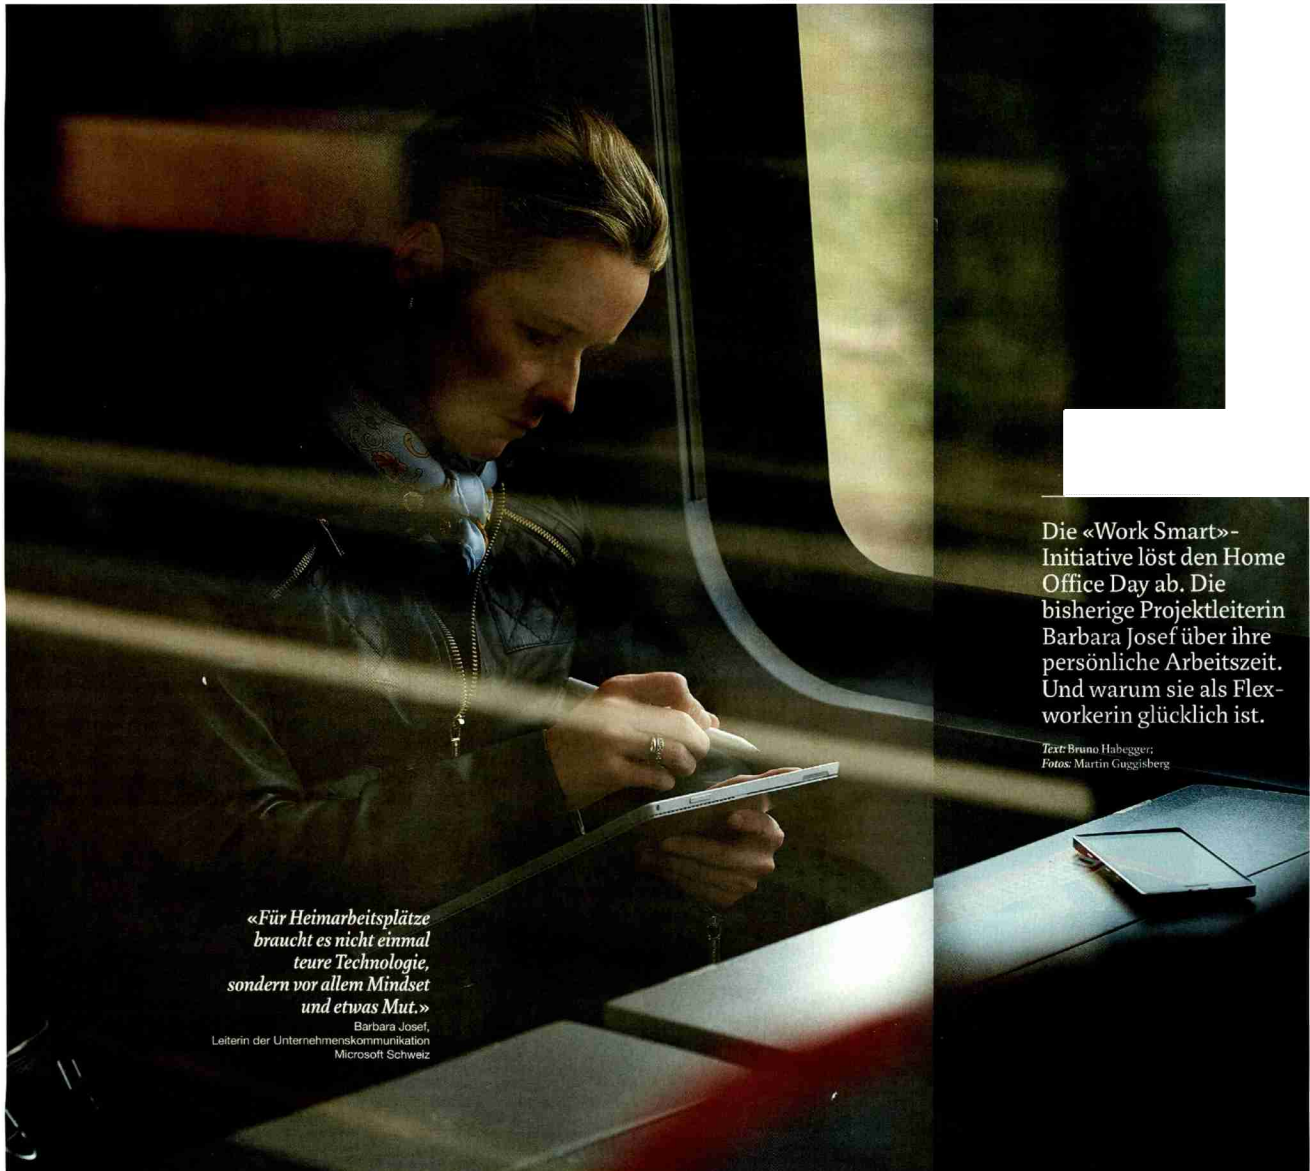 Die «Work Smart»-
Initiative löst den Home
Office Day ab. Die
bisherige Projektleiterin
Barbara Josef über ihre
persönliche Arbeitszeit.
Und warum sie als Flex-
workerin glücklich ist.
Text: Bruno Habegger;
Fotos: Martin Guggisberg
«Für Heimarbeitsplätze
braucht es nicht einmal
teure Technologie,
sondern vor allem Mindset
und etwas Mut.»
Barbara Josef,
Leiterin der Unternehmenskommunikation
Microsoft Schweiz